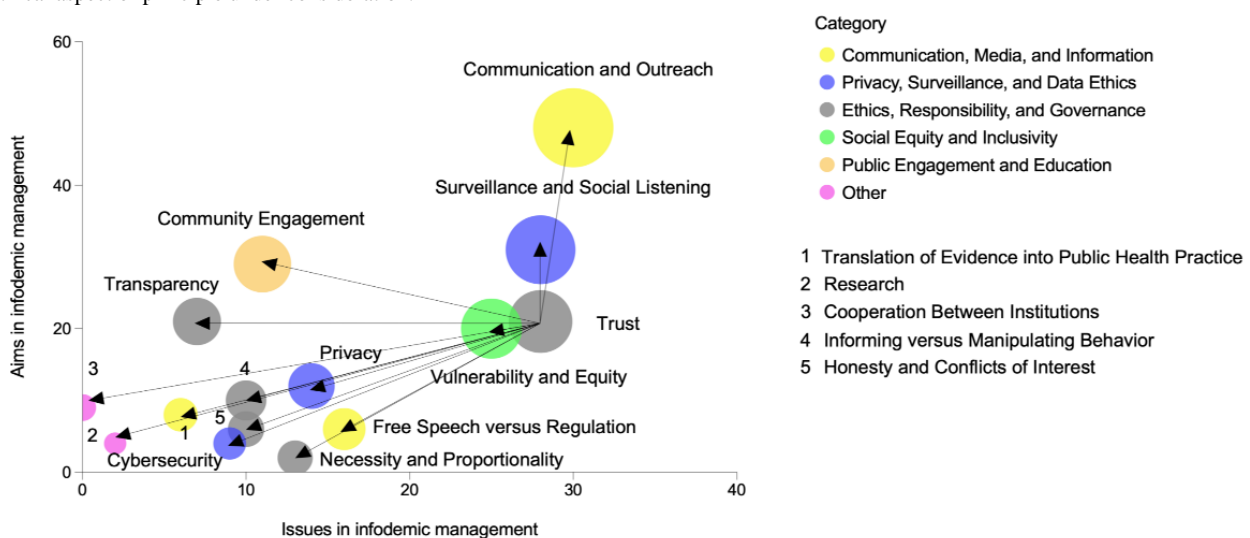 60
Communication and Outreach
40
Surveillance and Social Listening
Community Engagement
Transparency
20
Trust
3
4
Privacy
Vulnerability and Equity
5
1
2
Free Speech versus Regulation
Cybersecurity
Necessity and Proportionality
0
0
10
20
30
40
Aims in infodemic management
Issues in infodemic management
Category
Communication, Media, and Information
Privacy, Surveillance, and Data Ethics
Ethics, Responsibility, and Governance
Social Equity and Inclusivity
Public Engagement and Education
Other
1 Translation of Evidence into Public Health Practice
2 Research
3 Cooperation Between Institutions
4 Informing versus Manipulating Behavior
5 Honesty and Conflicts of Interest